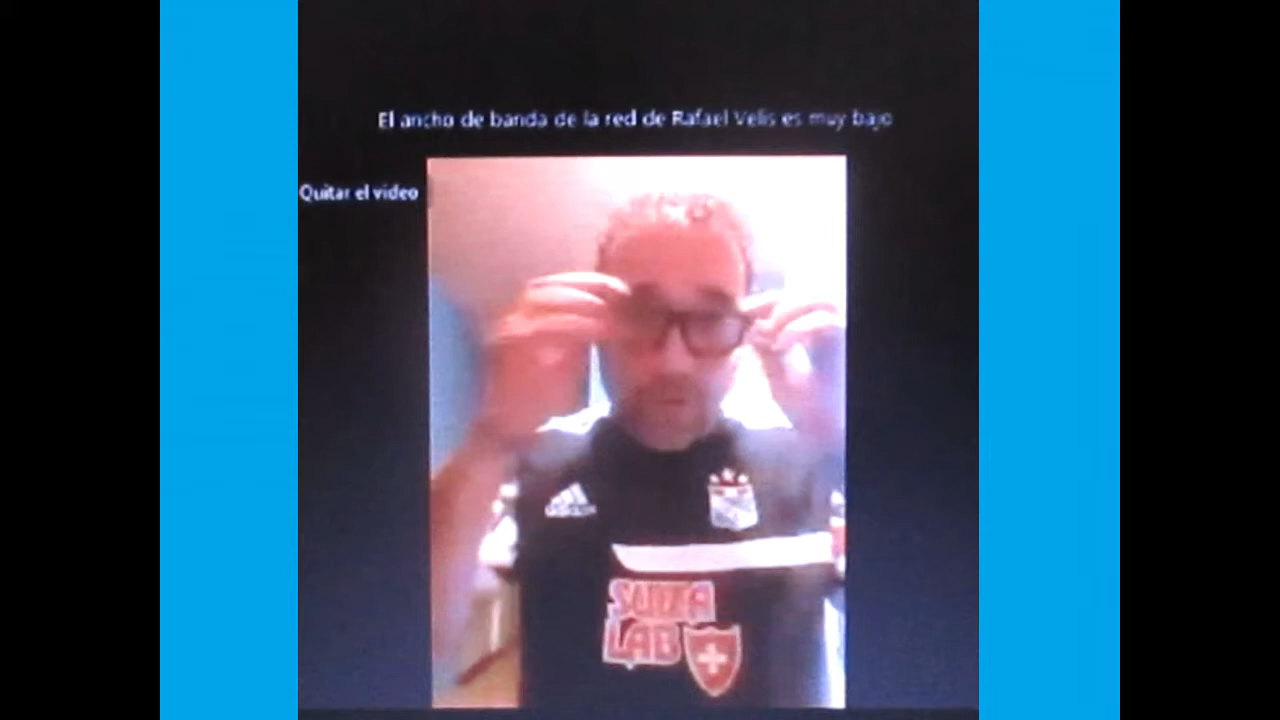 El ancho de banda de la red de Rafael Velis es muy bajo
Quitar el video
adidas
SUIZA
LAB